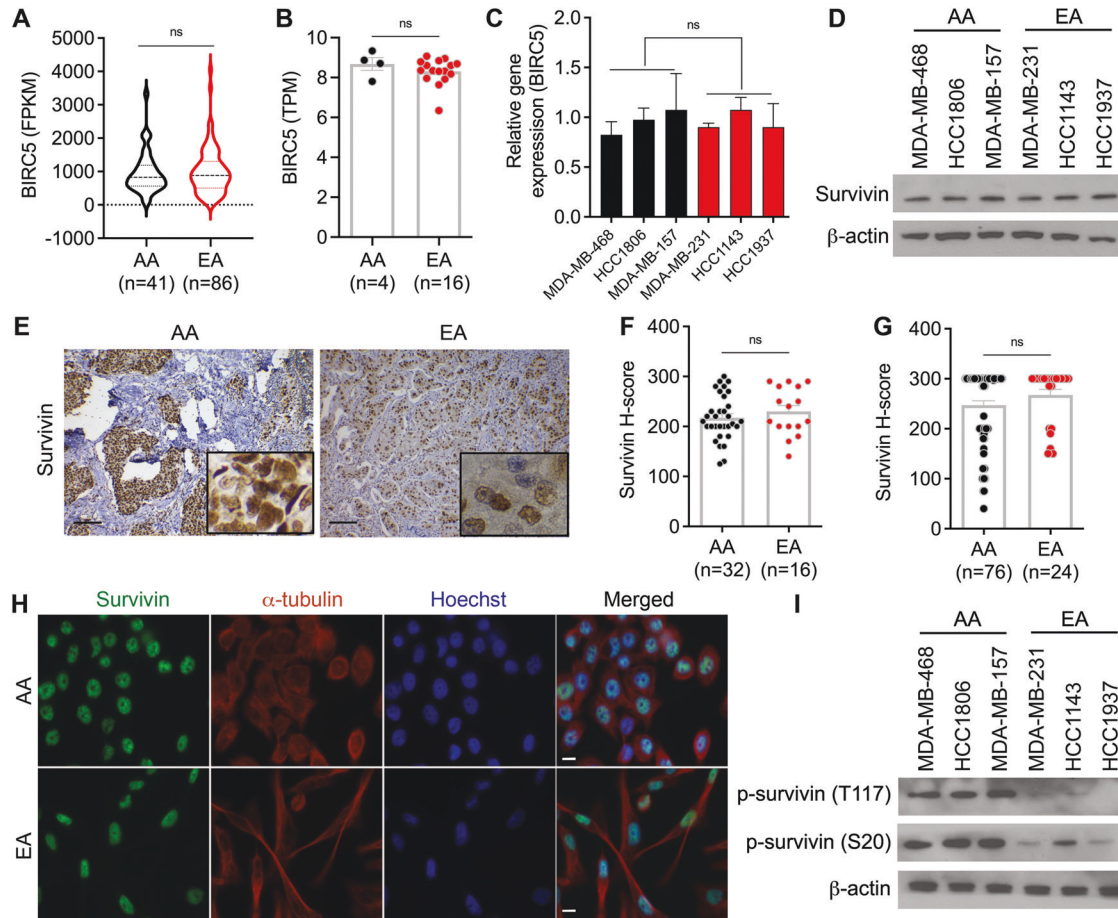 A
ns
BIRC5 (FPKM)
5000
4000
3000
2000
1000
0
-1000
AA
(n=41)
EA
(n=86)
B
ns
BIRC5 (TPM)
10
8
6
4
2
0
AA
(n=4)
EA
(n=16)
C
ns
Relative gene
expresison (BIRC5)
2.0
1.5
1.0
0.5
0.0
MDA-MB-468
HCC1806
MDA-MB-157
MDA-MB-231
HCC1143
HCC1937
D
AA
EA
MDA-MB-468
HCC1806
MDA-MB-157
MDA-MB-231
HCC1143
HCC1937
Survivin
β-actin
E
AA
EA
Survivin
F
ns
Survivin H-score
400
300
200
100
0
AA
(n=32)
EA
(n=16)
G
ns
Survivin H-score
400
300
200
100
0
AA
(n=76)
EA
(n=24)
H
Survivin
α-tubulin
Hoechst
Merged
AA
EA
I
AA
EA
MDA-MB-468
HCC1806
MDA-MB-157
MDA-MB-231
HCC1143
HCC1937
p-survivin (T117)
p-survivin (S20)
β-actin